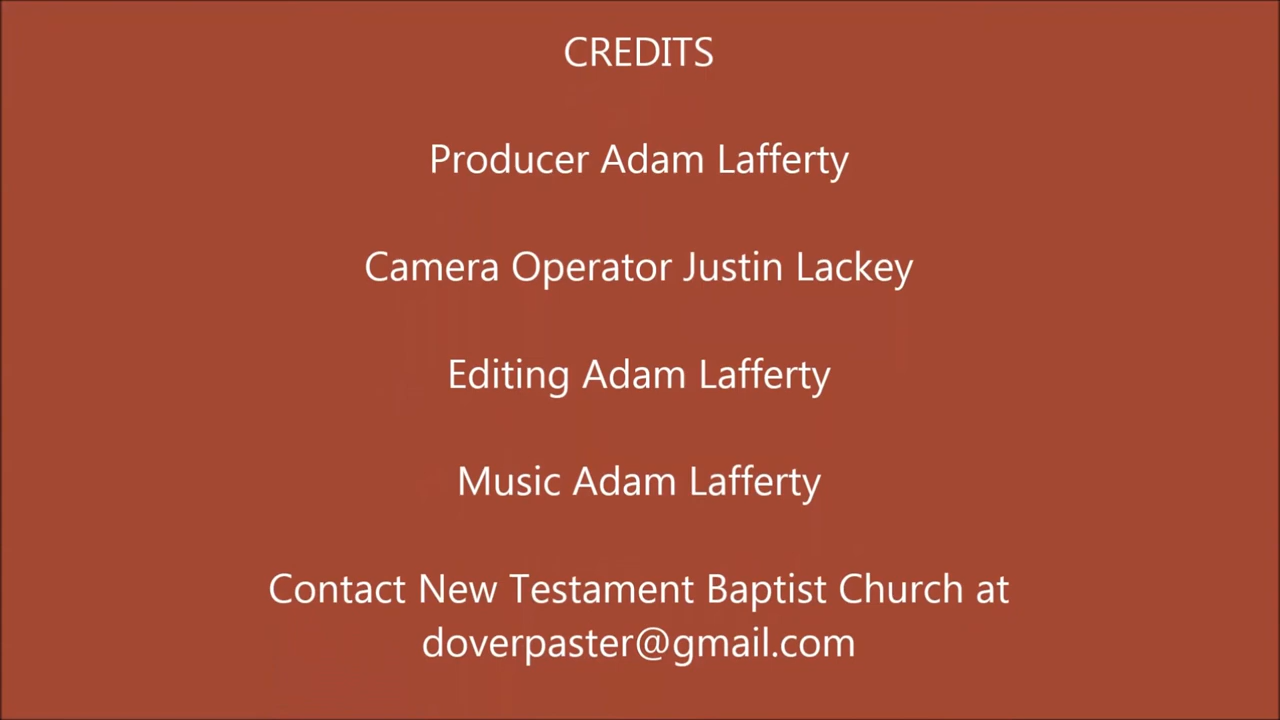 CREDITS
Producer Adam Lafferty
Camera Operator Justin Lackey
Editing Adam Lafferty
Music Adam Lafferty
Contact New Testament Baptist Church at
doverpaster@gmail.com